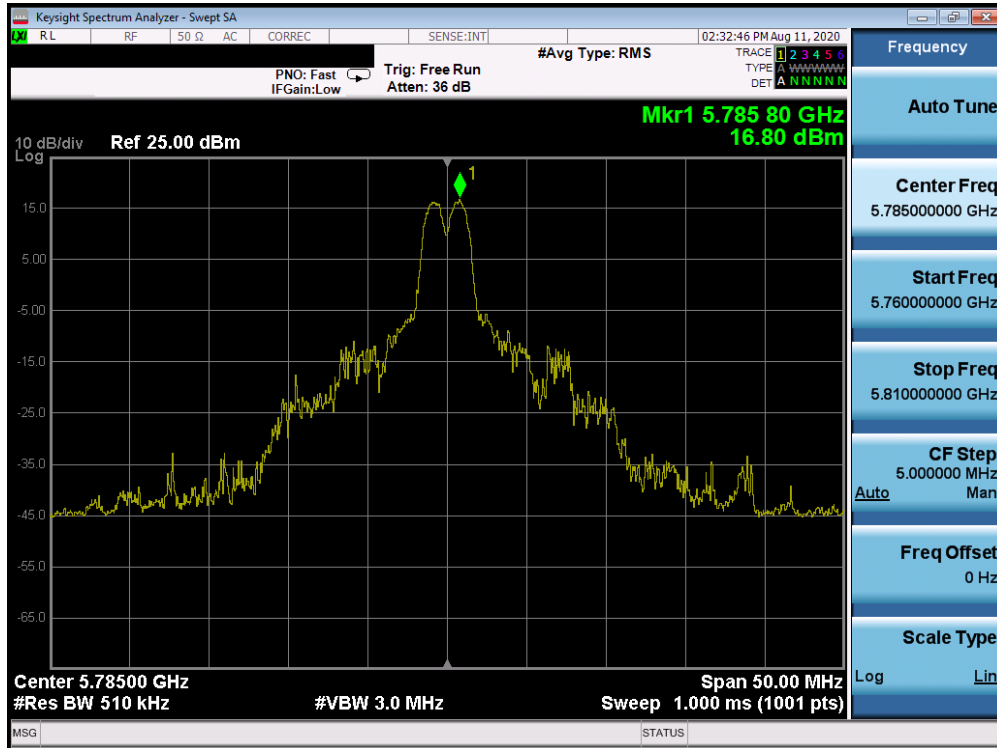 Keysight Spectrum Analyzer - Swept SA
LXI RL RF 50 Ω AC CORREC SENSE:INT 02:32:46 PM Aug 11, 2020
#Avg Type: RMS
TRACE 1 2 3 4 5 6
PNO: Fast Trig: Free Run
TYPE A WWWWW
IFGain:Low Atten: 36 dB
DET A N N N N N
Mkr1 5.785 80 GHz
16.80 dBm
10 dB/div Ref 25.00 dBm
Log
1
15.0
5.00
-5.00
-15.0
-25.0
-35.0
-45.0
-55.0
-65.0
Center 5.78500 GHz Span 50.00 MHz
#Res BW 510 kHz #VBW 3.0 MHz Sweep 1.000 ms (1001 pts)
MSG STATUS
Frequency
Auto Tune
Center Freq
5.785000000 GHz
Start Freq
5.760000000 GHz
Stop Freq
5.810000000 GHz
CF Step
5.000000 MHz
Auto Man
Freq Offset
0 Hz
Scale Type
Log Lin